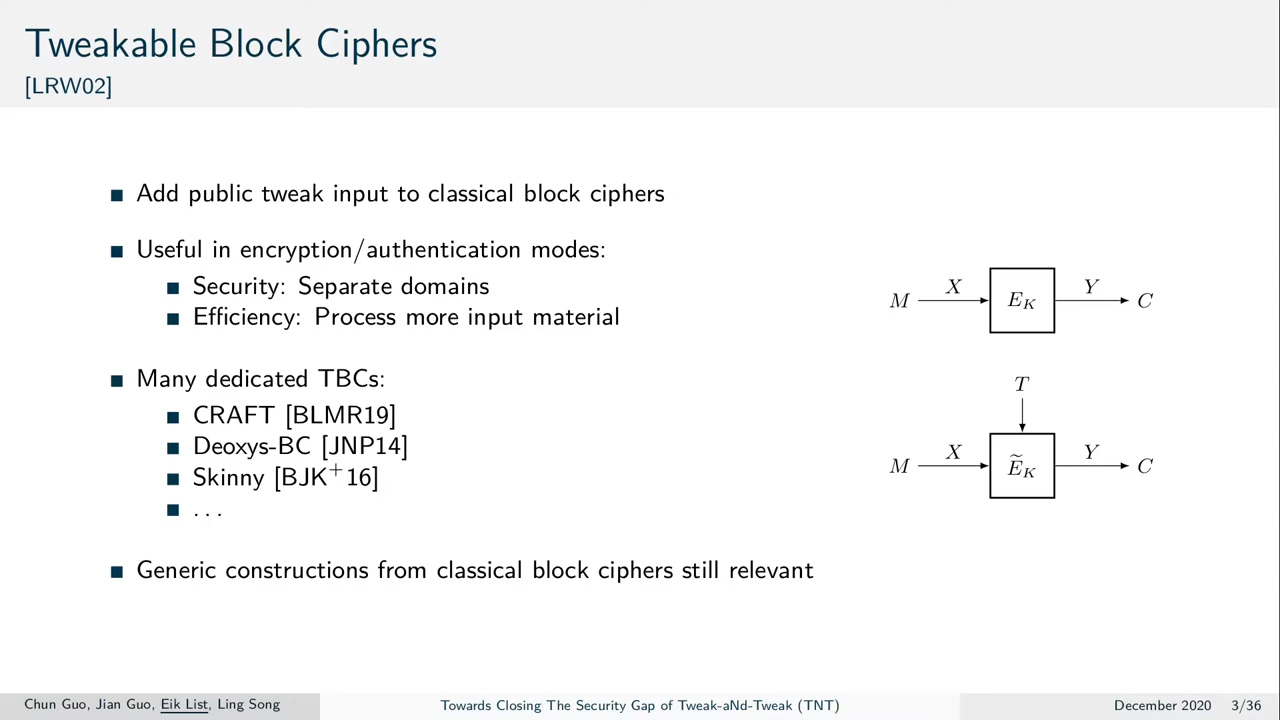 Tweakable Block Ciphers
[LRW02]
Add public tweak input to classical block ciphers
Useful in encryption/authentication modes:
Security: Separate domains
Efficiency: Process more input material
Many dedicated TBCs:
CRAFT [BLMR19]
Deoxys-BC [JNP14]
Skinny [BJK+16]
...
Generic constructions from classical block ciphers still relevant
M X E_K Y C
T
M X Ẽ_K Y C
Chun Guo, Jian Guo, Eik List, Ling Song Towards Closing The Security Gap of Tweak-aNd-Tweak (TNT) December 2020 3/36